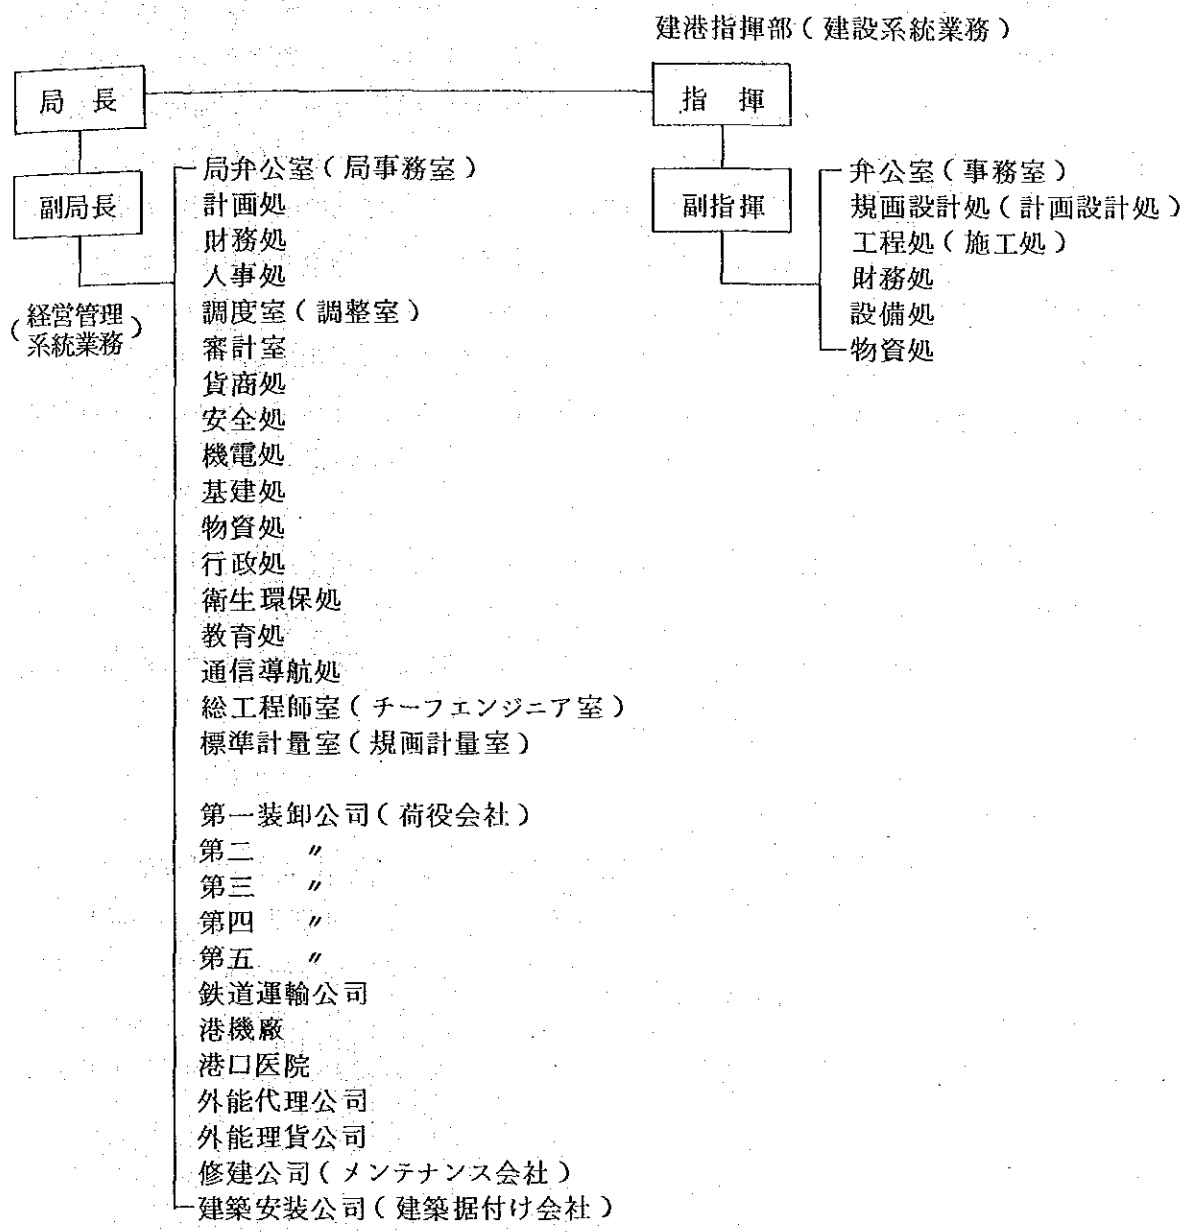 建港指揮部(建設系統業務)
局長
指揮
副局長
(経営管理
系統業務)
局弁公室(局事務室)
計画処
財務処
人事処
調度室(調整室)
審計室
貨商処
安全処
機電処
基建処
物資処
行政処
衛生環保処
教育処
通信導航処
総工程師室(チーフエンジニア室)
標準計量室(規画計量室)
第一装卸公司(荷役会社)
第二 〃
第三 〃
第四 〃
第五 〃
鉄道運輸公司
港機廠
港口医院
外能代理公司
外能理貨公司
修建公司(メンテナンス会社)
建築安装公司(建築据付け会社)
副指揮
弁公室(事務室)
規画設計処(計画設計処)
工程処(施工処)
財務処
設備処
物資処